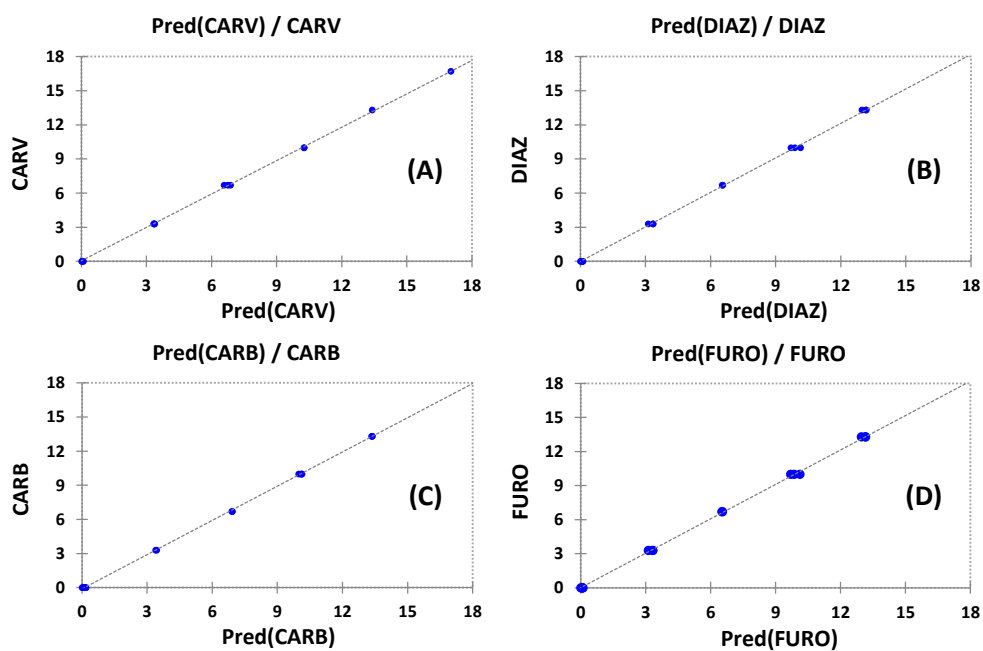 Pred(CARV) / CARV
18
15
12
9
6
3
0
CARV
(A)
0 3 6 9 12 15 18
Pred(CARV)
Pred(DIAZ) / DIAZ
18
15
12
9
6
3
0
DIAZ
(B)
0 3 6 9 12 15 18
Pred(DIAZ)
Pred(CARB) / CARB
18
15
12
9
6
3
0
CARB
(C)
0 3 6 9 12 15 18
Pred(CARB)
Pred(FURO) / FURO
18
15
12
9
6
3
0
FURO
(D)
0 3 6 9 12 15 18
Pred(FURO)